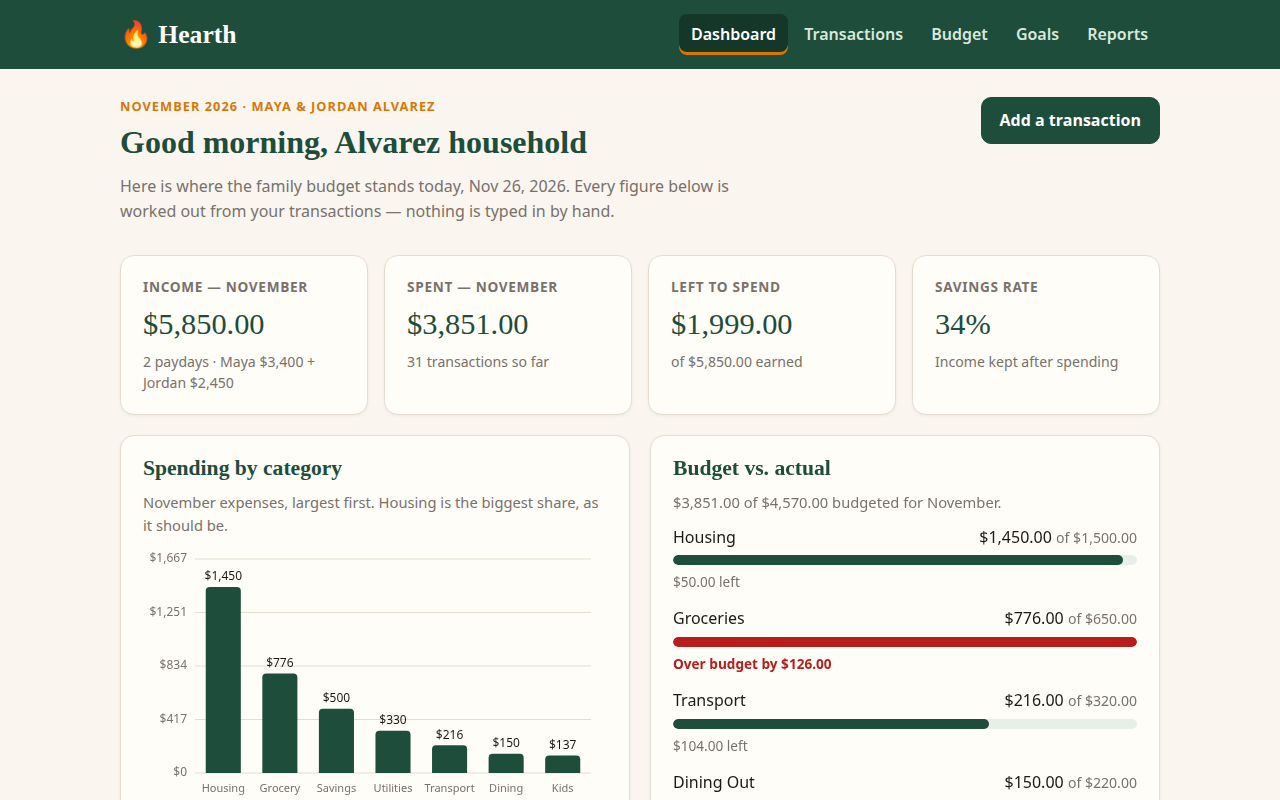 🔥 Hearth
Dashboard
Transactions
Budget
Goals
Reports
NOVEMBER 2026 · MAYA & JORDAN ALVAREZ
Good morning, Alvarez household
Add a transaction
Here is where the family budget stands today, Nov 26, 2026. Every figure below is
worked out from your transactions — nothing is typed in by hand.
INCOME — NOVEMBER
$5,850.00
2 paydays · Maya $3,400 +
Jordan $2,450
SPENT — NOVEMBER
$3,851.00
31 transactions so far
LEFT TO SPEND
$1,999.00
of $5,850.00 earned
SAVINGS RATE
34%
Income kept after spending
Spending by category
November expenses, largest first. Housing is the biggest share, as
it should be.
$1,667
$1,251
$834
$417
$0
$1,450
$776
$500
$330
$216
$150
$137
Housing
Grocery
Savings
Utilities
Transport
Dining
Kids
Budget vs. actual
$3,851.00 of $4,570.00 budgeted for November.
Housing
$1,450.00 of $1,500.00
$50.00 left
Groceries
$776.00 of $650.00
Over budget by $126.00
Transport
$216.00 of $320.00
$104.00 left
Dining Out
$150.00 of $220.00